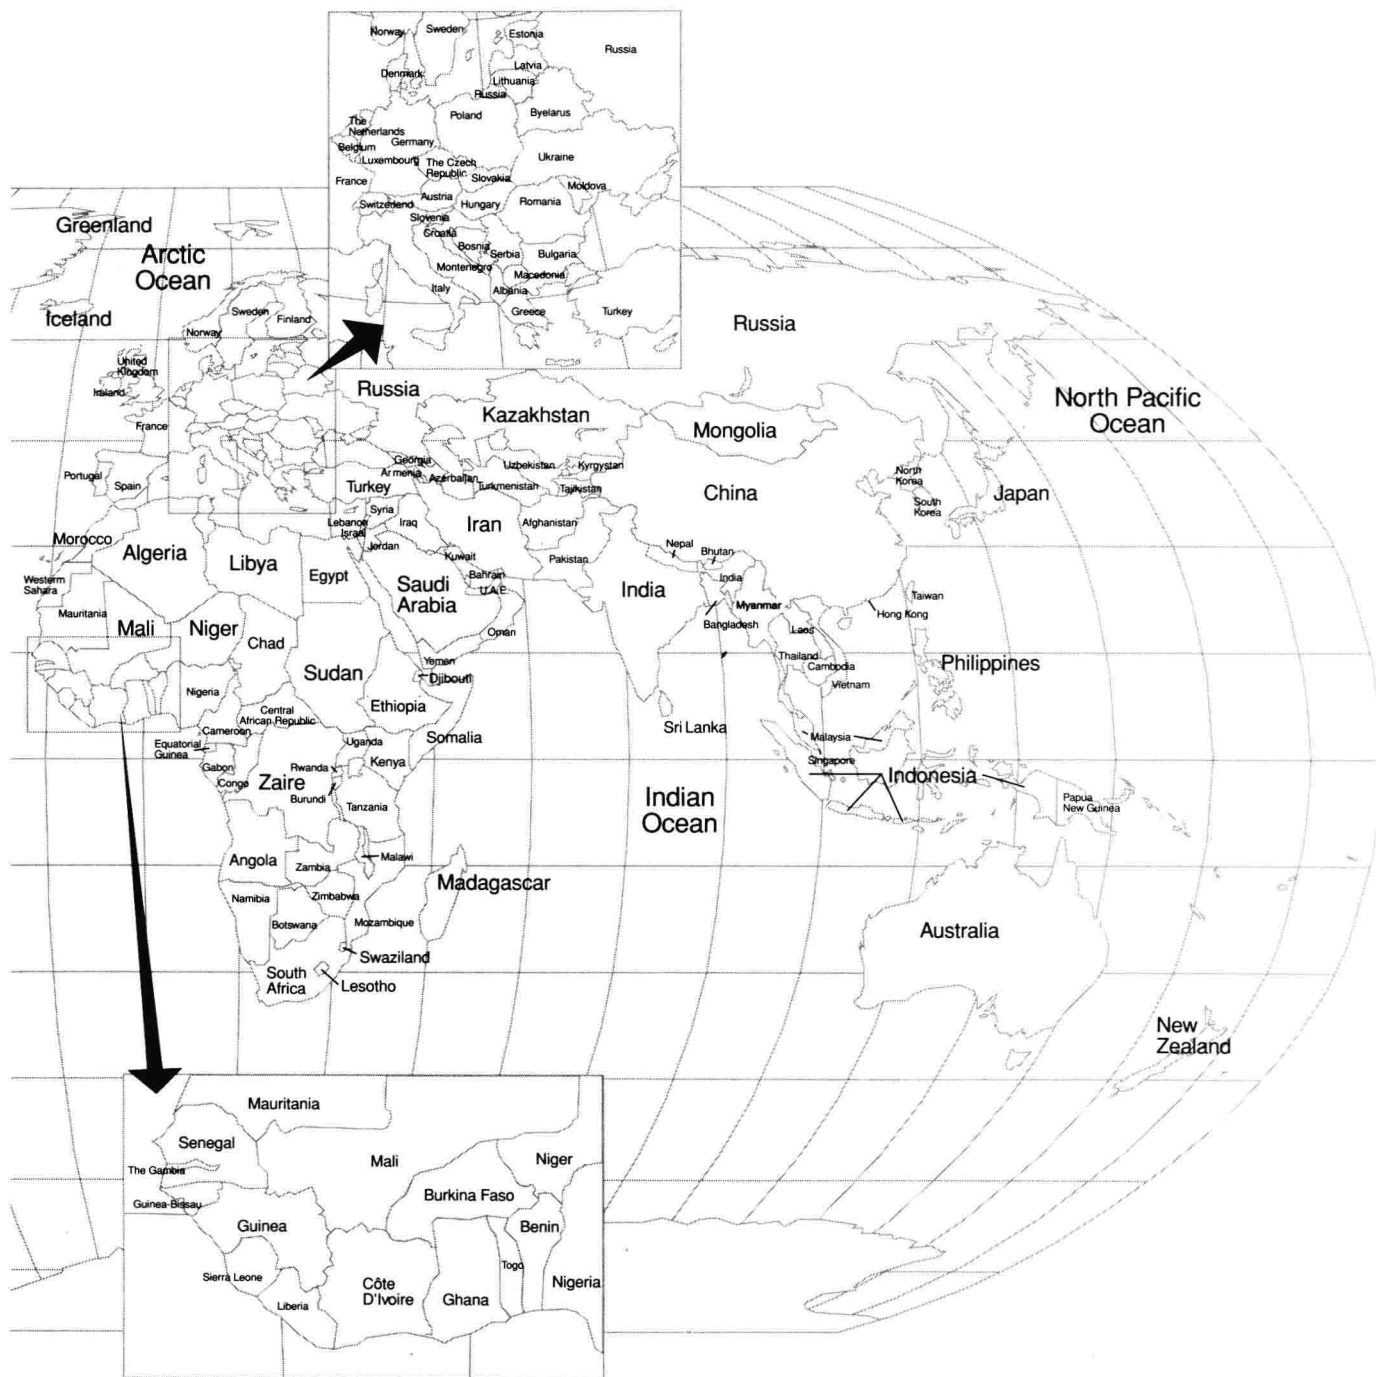 Norway
Sweden
Estonia
Russia
Latvia
Denmark
Lithuania
Russia
Poland
Byelarus
The
Netherlands
Germany
Belgium
Luxembourg
The Czech
Republic
Ukraine
Slovakia
France
Moldova
Austria
Switzerland
Hungary
Romania
Slovenia
Croatia
Bosnia
Serbia
Bulgaria
Montenegro
Macedonia
Italy
Albania
Greece
Turkey
Greenland
Arctic
Ocean
Iceland
Sweden
Finland
Norway
Russia
United
Kingdom
Ireland
Russia
North Pacific
Ocean
Kazakhstan
France
Mongolia
Georgia
Armenia
Azerbaijan
Uzbekistan
Kyrgystan
Turkmenistan
Tajikistan
North
Korea
Portugal
Spain
Turkey
China
South
Korea
Japan
Syria
Lebanon
Israel
Iraq
Iran
Afghanistan
Jordan
Morocco
Algeria
Libya
Egypt
Kuwait
Pakistan
Nepal
Bhutan
Western
Sahara
Bahrain
U.A.E.
Saudi
Arabia
India
India
Taiwan
Mauritania
Myanmar
Hong Kong
Mali
Niger
Chad
Oman
Bangladesh
Laos
Yemen
Thailand
Cambodia
Philippines
Sudan
Djibouti
Vietnam
Nigeria
Ethiopia
Central
African Republic
Cameroon
Somalia
Sri Lanka
Malaysia
Equatorial
Guinea
Uganda
Kenya
Singapore
Gabon
Rwanda
Indonesia
Congo
Zaire
Burundi
Tanzania
Indian
Ocean
Papua
New Guinea
Angola
Zambia
Malawi
Madagascar
Namibia
Zimbabwa
Botswana
Mozambique
Australia
Swaziland
South
Africa
Lesotho
New
Zealand
Mauritania
Senegal
The Gambia
Mali
Niger
Guinea-Bissau
Burkina Faso
Guinea
Benin
Sierra Leone
Togo
Côte
D'Ivoire
Ghana
Nigeria
Liberia